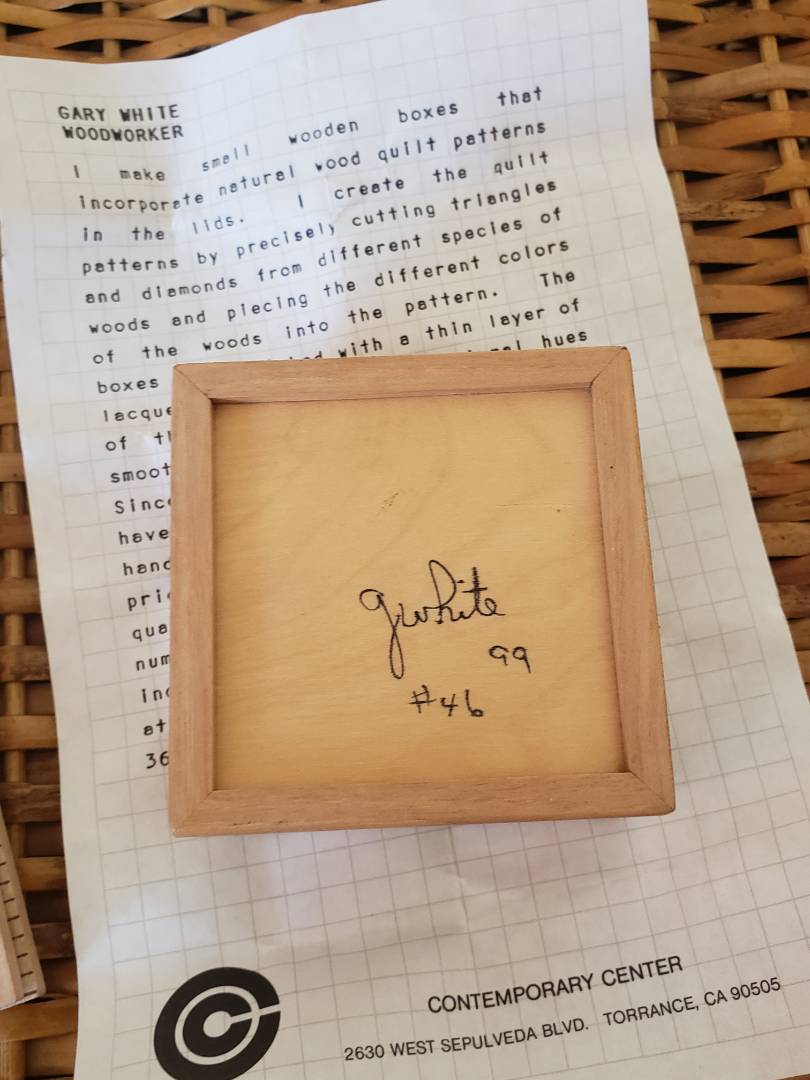 GARY WHITE
WOODWORKER
I make small wooden boxes that
incorporate natural wood quilt patterns
in the lids. I create the quilt
patterns by precisely cutting triangles
and diamonds from different species of
woods and piecing the different colors
of the woods into the pattern. The
boxes with a thin layer of
hues
of
at
36
gwhite
99
#46
CONTEMPORARY CENTER
2630 WEST SEPULVEDA BLVD. TORRANCE, CA 90505